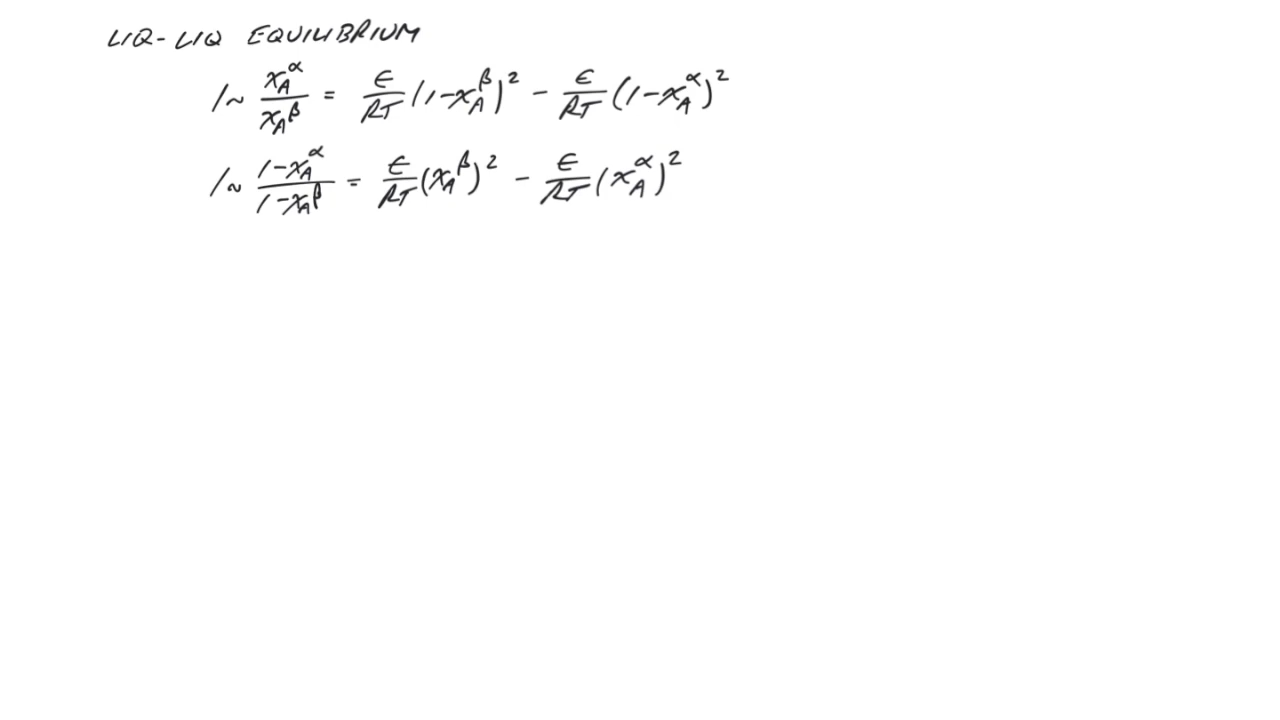 LIQ-LIQ EQUILIBRIUM
ln x_A^α / x_A^β = ϵ/RT (1-x_A^β)^2 - ϵ/RT (1-x_A^α)^2
ln (1-x_A^α) / (1-x_A^β) = ϵ/RT (x_A^β)^2 - ϵ/RT (x_A^α)^2